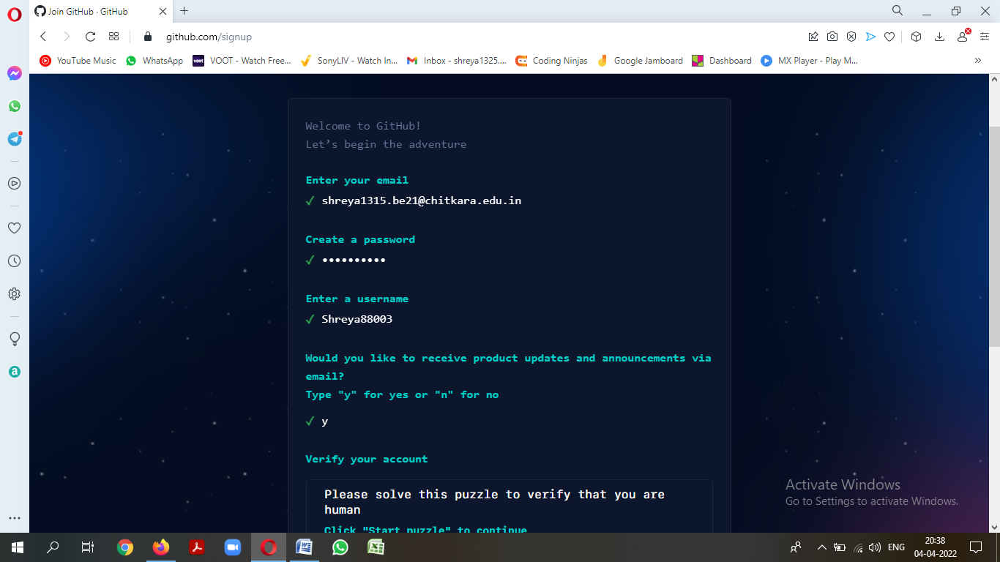 Join GitHub · GitHub
github.com/signup
YouTube Music
WhatsApp
VOOT - Watch Free...
SonyLIV - Watch In...
Inbox - shreya1325....
Coding Ninjas
Google Jamboard
Dashboard
MX Player - Play M...
»
Welcome to GitHub!
Let’s begin the adventure
Enter your email
✓ shreya1315.be21@chitkara.edu.in
Create a password
✓ ••••••••••
Enter a username
✓ Shreya88003
Would you like to receive product updates and announcements via
email?
Type "y" for yes or "n" for no
✓ y
Verify your account
Please solve this puzzle to verify that you are
human
Click "Start puzzle" to continue
Activate Windows
Go to Settings to activate Windows.
ENG
20:38
04-04-2022